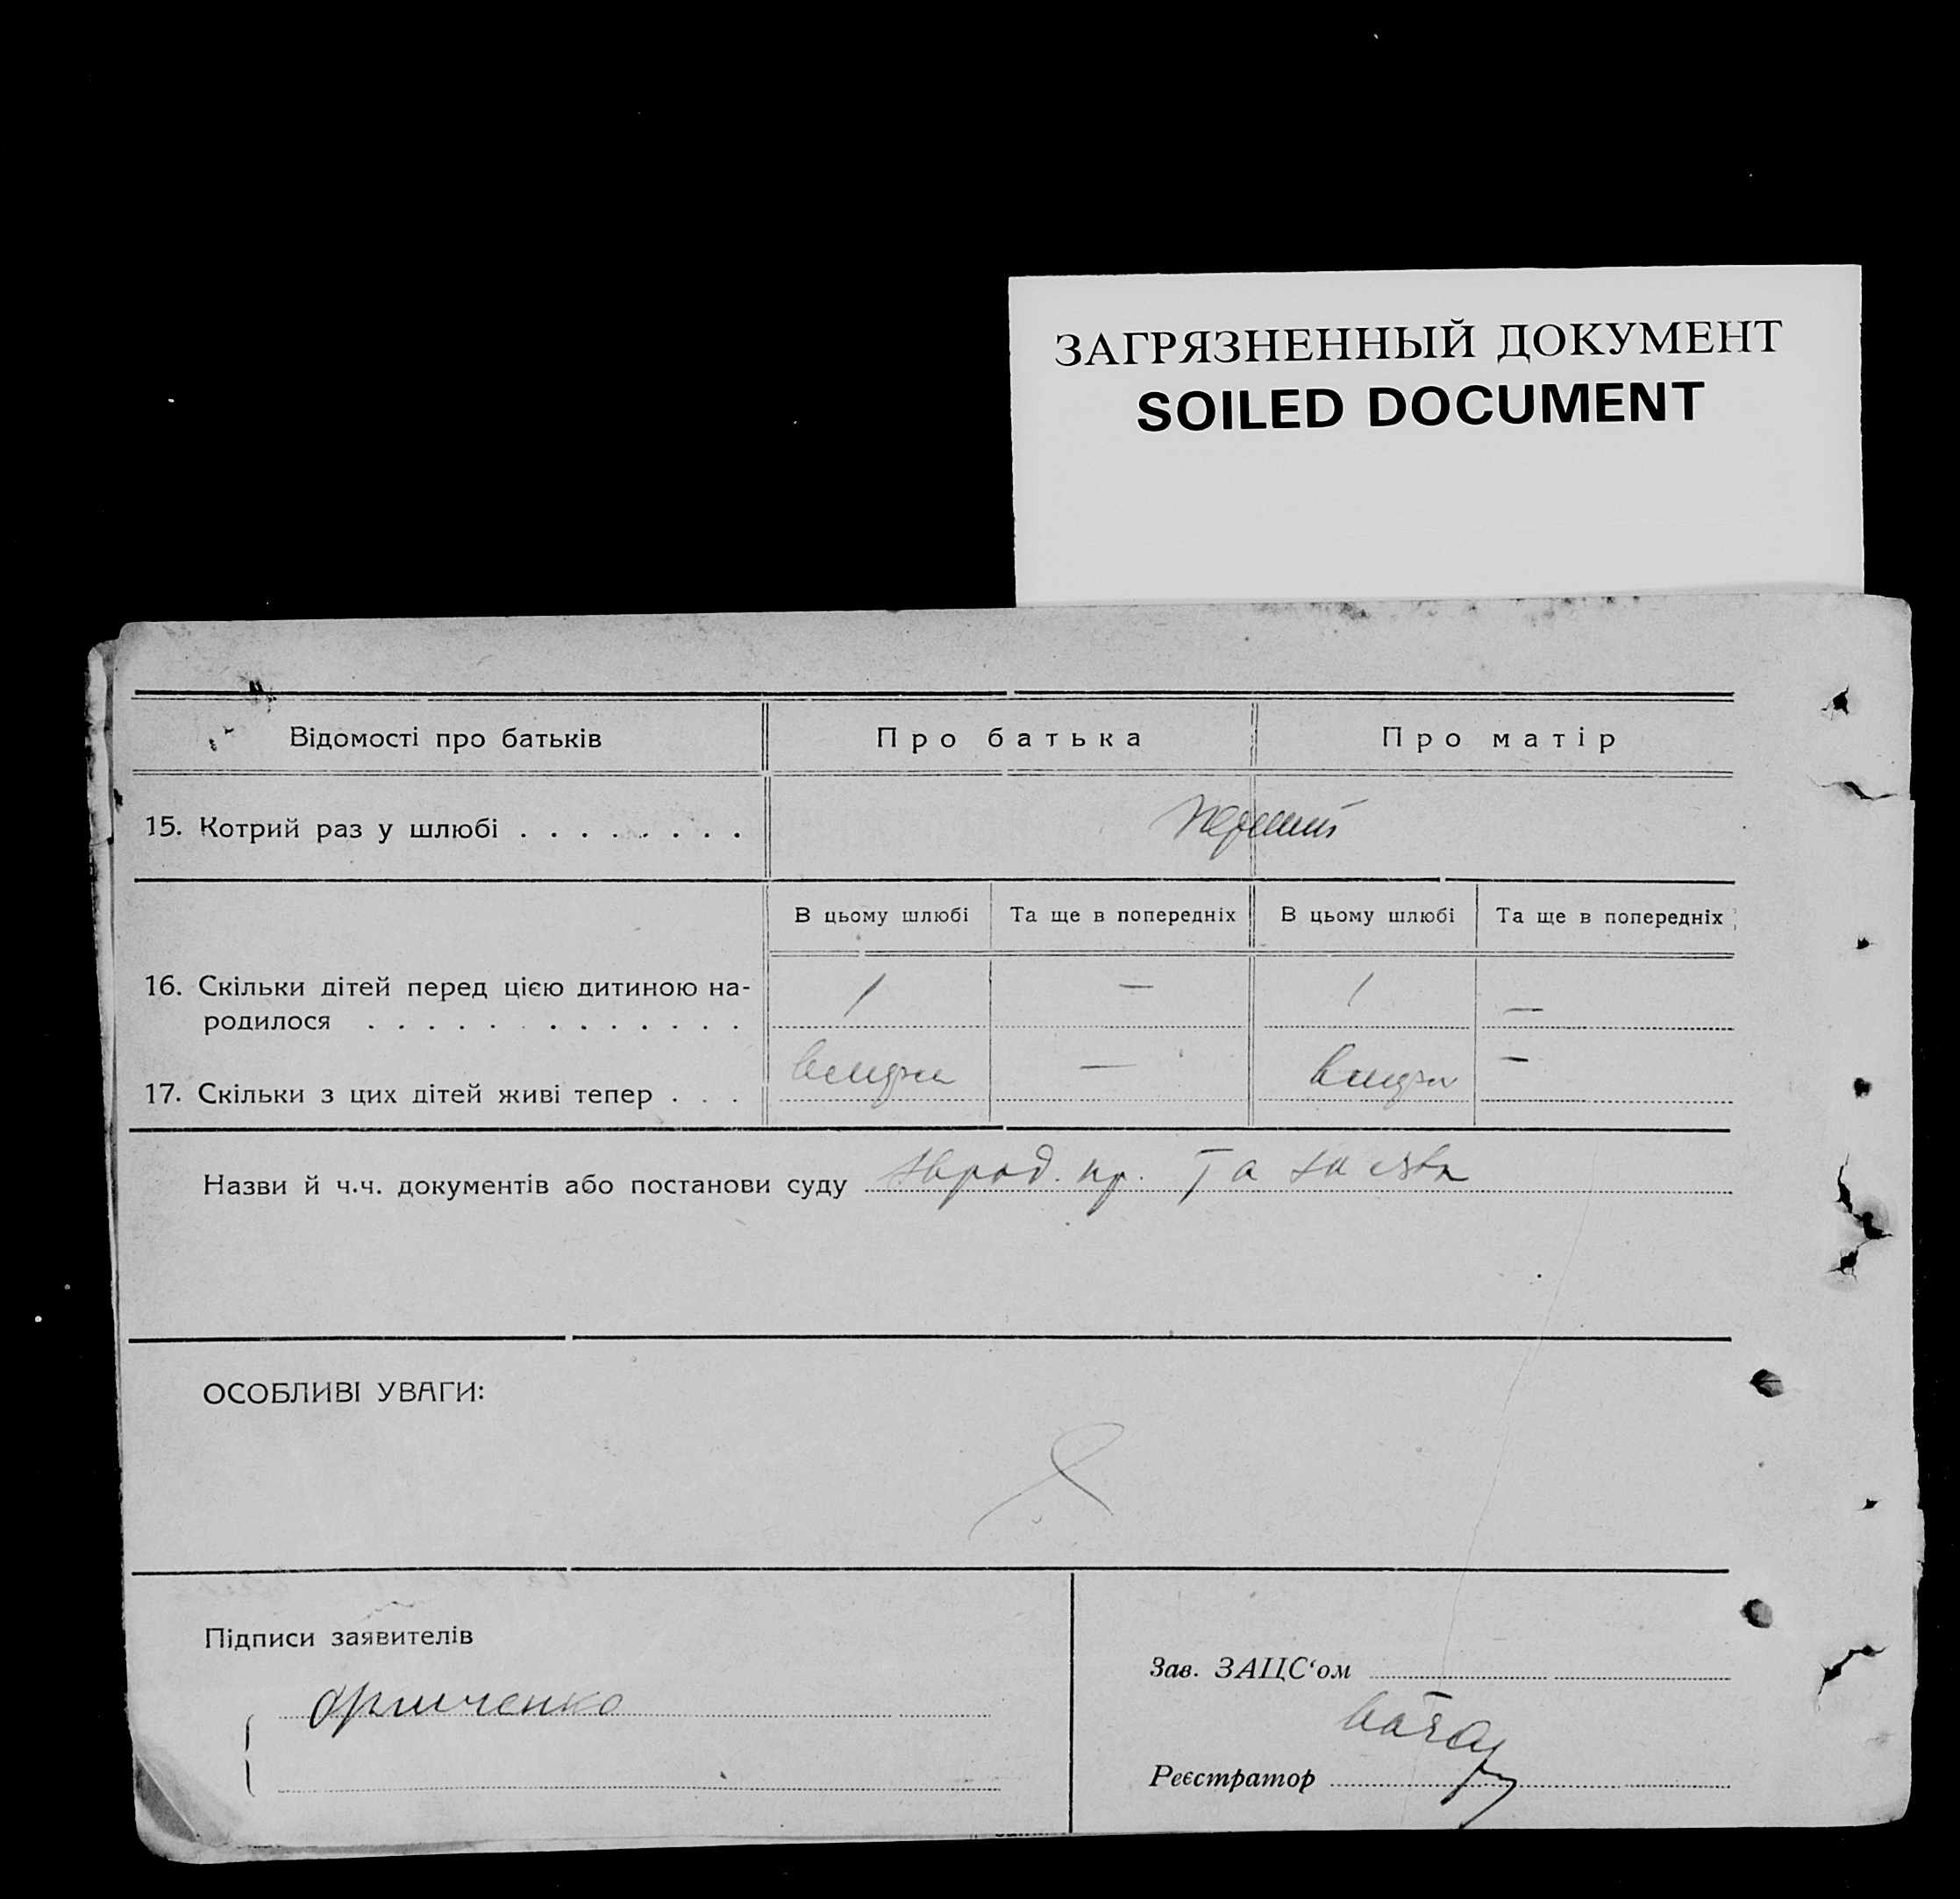 ЗАГРЯЗНЕННЫЙ ДОКУМЕНТ
SOILED DOCUMENT
Відомості про батьків Про батька Про матір
15. Котрий раз у шлюбі . . . . . . . . перший
В цьому шлюбі Та ще в попередніх В цьому шлюбі Та ще в попередніх
16. Скільки дітей перед цією дитиною на-
родилося . . . . . . . . . . . . . 1 — 1 —
17. Скільки з цих дітей живі тепер . . . — —
Назви й ч.ч. документів або постанови суду пр. та
ОСОБЛИВІ УВАГИ:
Підписи заявителів
Зав. ЗАЦС‘ом
Реєстратор